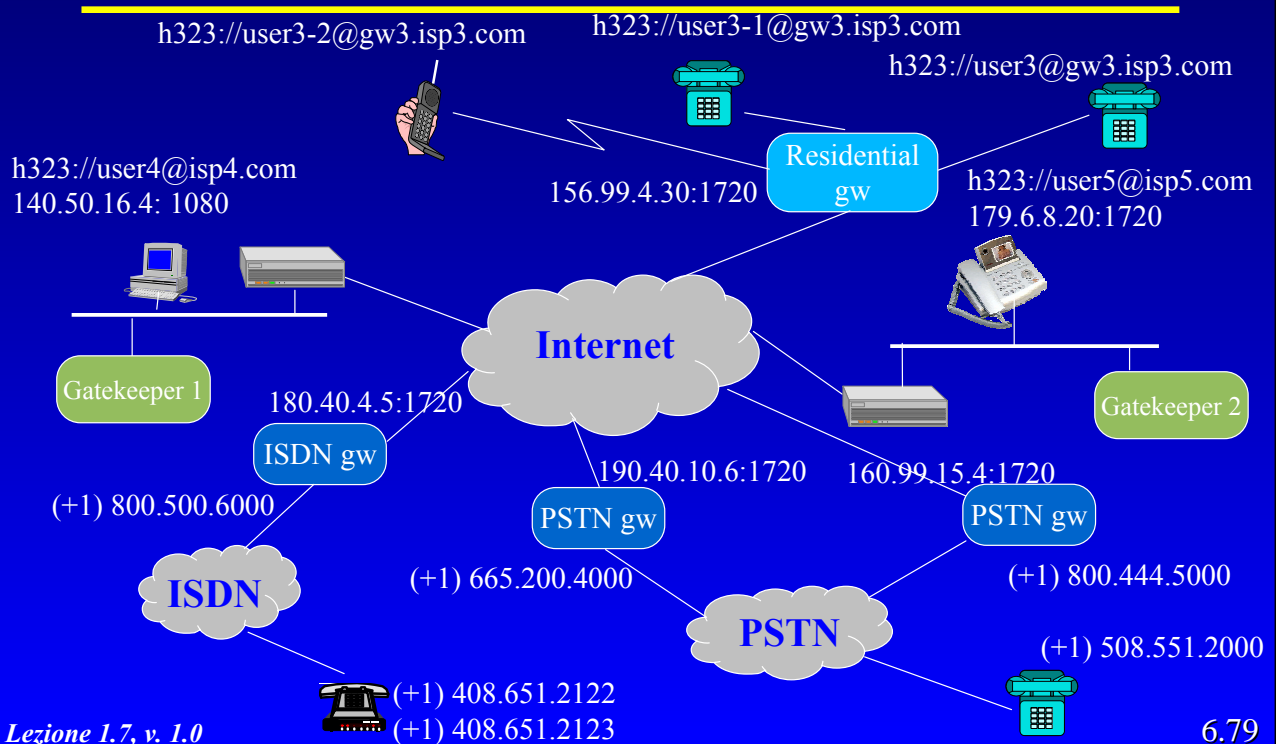 h323://user3-2@gw3.isp3.com
h323://user3-1@gw3.isp3.com
h323://user3@gw3.isp3.com
Residential
gw
156.99.4.30:1720
h323://user4@isp4.com
140.50.16.4: 1080
h323://user5@isp5.com
179.6.8.20:1720
Internet
Gatekeeper 1
Gatekeeper 2
180.40.4.5:1720
ISDN gw
190.40.10.6:1720
160.99.15.4:1720
(+1) 800.500.6000
PSTN gw
PSTN gw
(+1) 665.200.4000
(+1) 800.444.5000
ISDN
PSTN
(+1) 508.551.2000
(+1) 408.651.2122
(+1) 408.651.2123
Lezione 1.7, v. 1.0
6.79